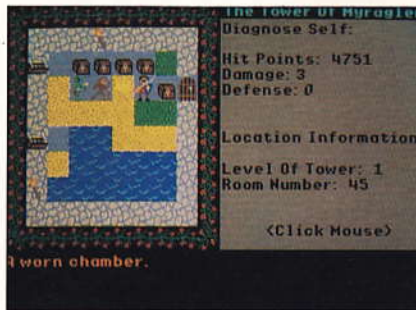 The Tower Of Myraglen
Diagnose Self:
Hit Points: 4751
Damage: 3
Defense: 0
Location Information
Level Of Tower: 1
Room Number: 45
<Click Mouse>
A worn chamber.